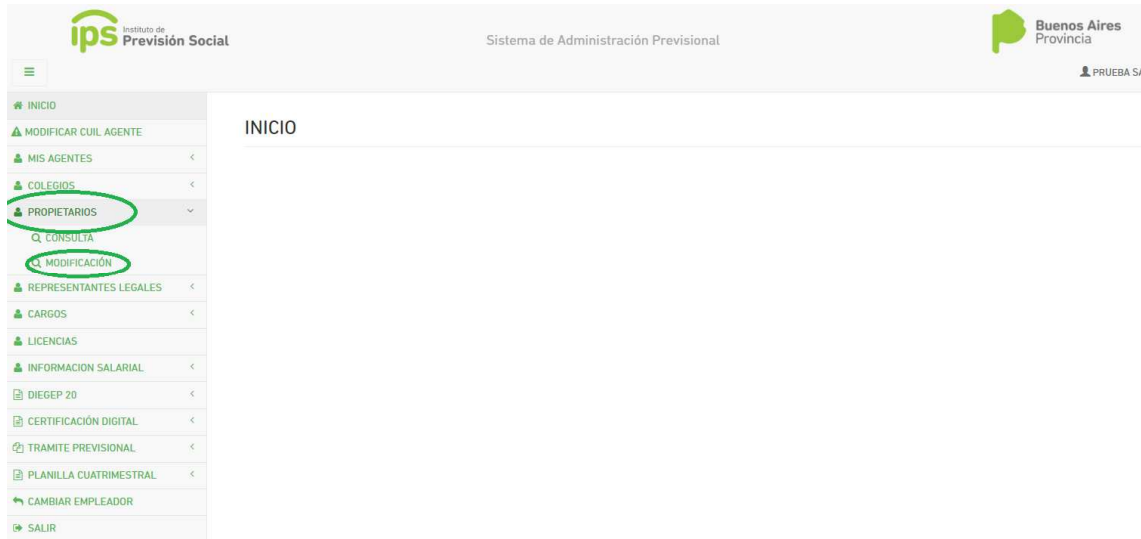 ips Instituto de
Previsión Social
Sistema de Administración Previsional
Buenos Aires
Provincia
PRUEBA SA
INICIO
MODIFICAR CUIL AGENTE
MIS AGENTES
COLEGIOS
PROPIETARIOS
CONSULTA
MODIFICACIÓN
REPRESENTANTES LEGALES
CARGOS
LICENCIAS
INFORMACION SALARIAL
DIEGEP 20
CERTIFICACIÓN DIGITAL
TRAMITE PREVISIONAL
PLANILLA CUATRIMESTRAL
CAMBIAR EMPLEADOR
SALIR
INICIO